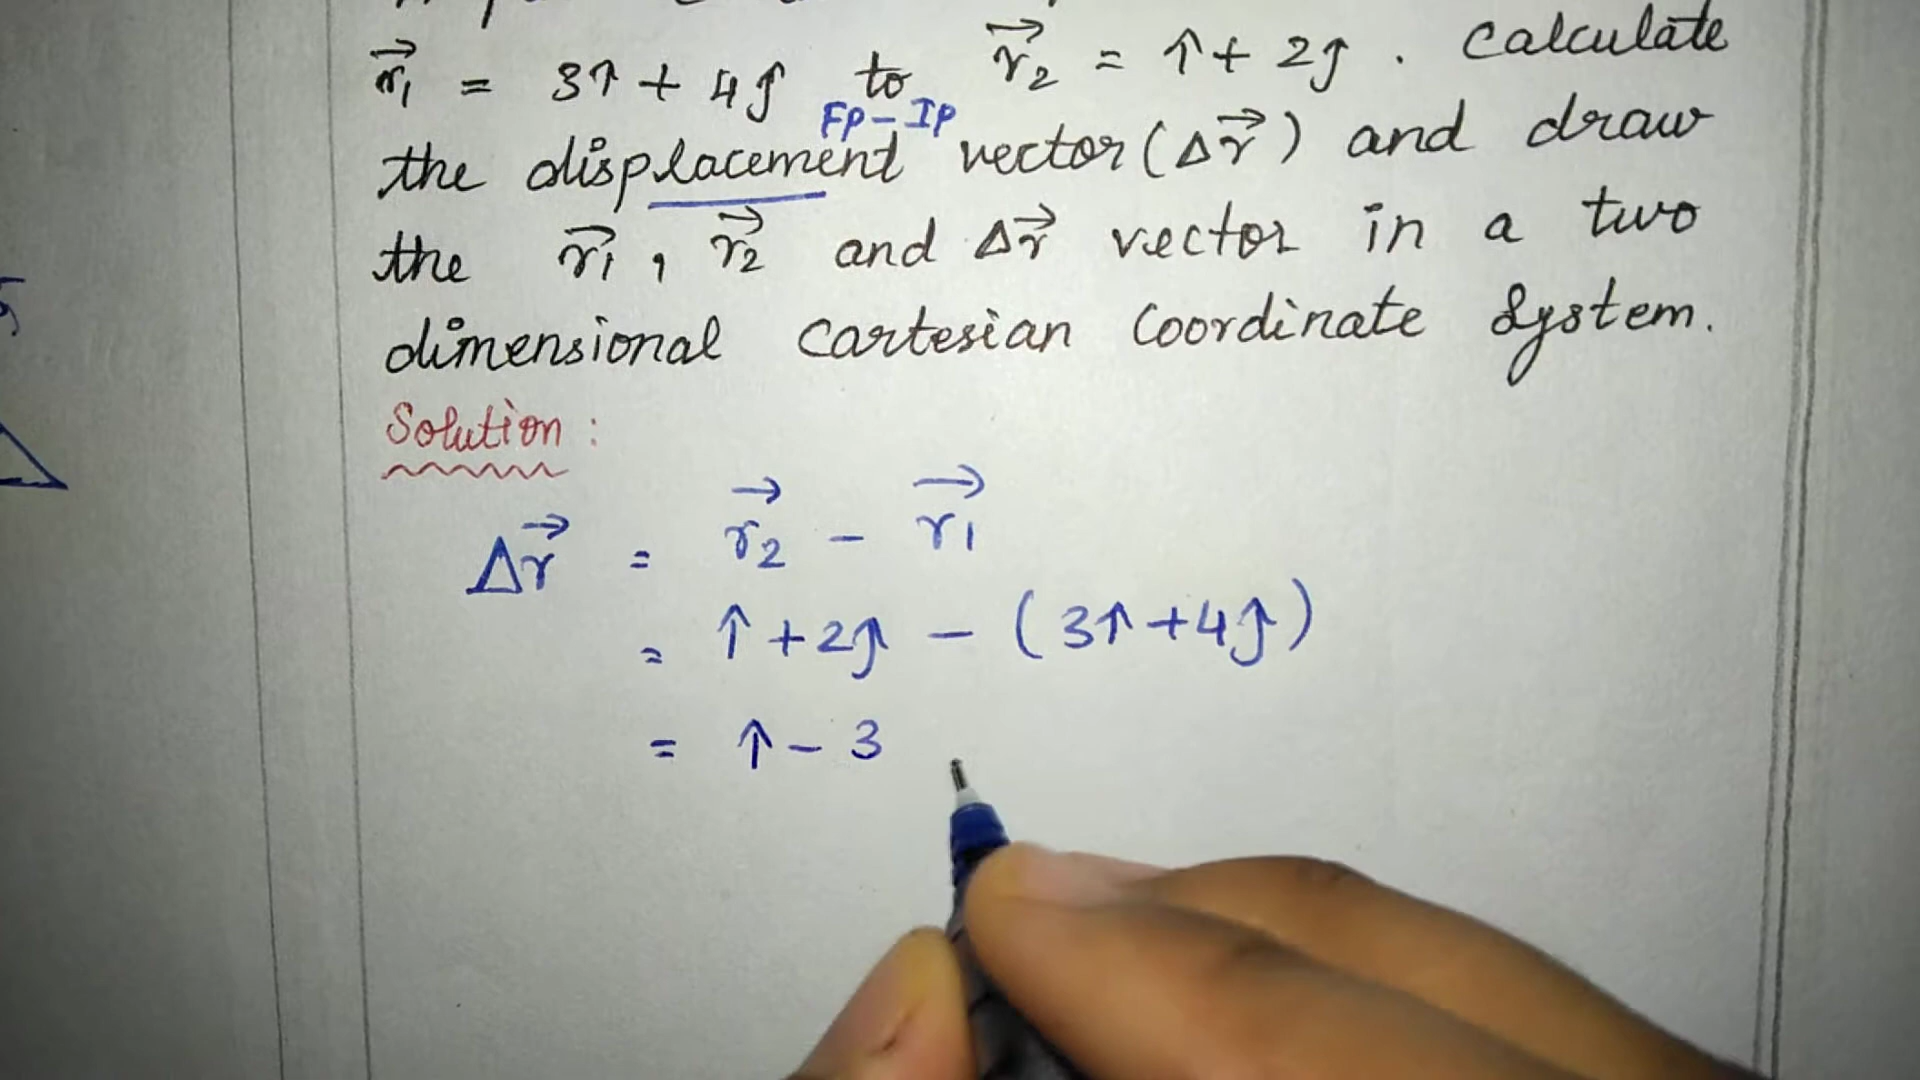 r⃗₁ = 3î + 4ĵ to r⃗₂ = î + 2ĵ . Calculate
FP - IP
the displacement vector (Δr⃗) and draw
the r⃗₁ , r⃗₂ and Δr⃗ vector in a two
dimensional Cartesian Coordinate System.
Solution :
Δr⃗ = r⃗₂ - r⃗₁
= î + 2ĵ - (3î + 4ĵ)
= î - 3